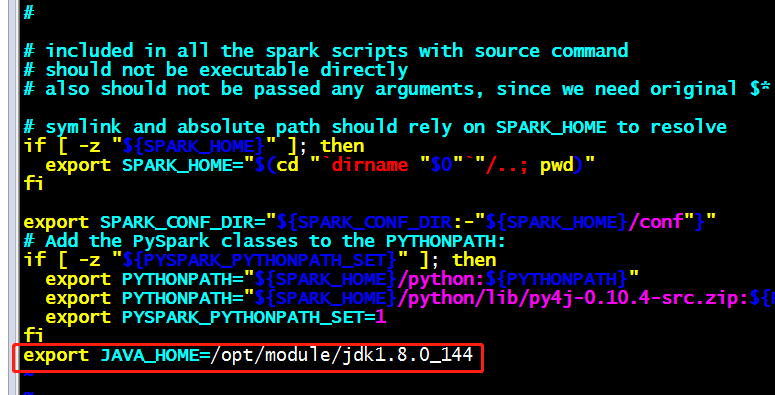 #
# included in all the spark scripts with source command
# should not be executable directly
# also should not be passed any arguments, since we need original $*
# symlink and absolute path should rely on SPARK_HOME to resolve
if [ -z "${SPARK_HOME}" ]; then
export SPARK_HOME="$(cd "`dirname "$0"`"/..; pwd)"
fi
export SPARK_CONF_DIR="${SPARK_CONF_DIR:-"${SPARK_HOME}/conf"}"
# Add the PySpark classes to the PYTHONPATH:
if [ -z "${PYSPARK_PYTHONPATH_SET}" ]; then
export PYTHONPATH="${SPARK_HOME}/python:${PYTHONPATH}"
export PYTHONPATH="${SPARK_HOME}/python/lib/py4j-0.10.4-src.zip:${
export PYSPARK_PYTHONPATH_SET=1
fi
export JAVA_HOME=/opt/module/jdk1.8.0_144
~